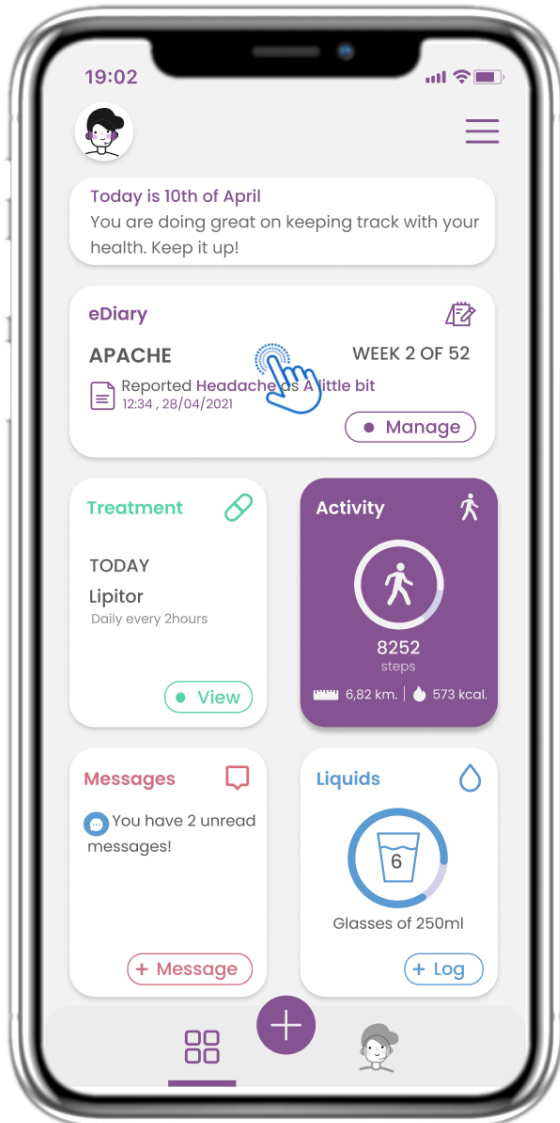 19:02
Today is 10th of April
You are doing great on keeping track with your
health. Keep it up!
eDiary
APACHE
WEEK 2 OF 52
Reported Headache as A little bit
12:34 , 28/04/2021
Manage
Treatment
TODAY
Lipitor
Daily every 2hours
View
Activity
8252
steps
6,82 km. | 573 kcal.
Messages
You have 2 unread
messages!
+ Message
Liquids
6
Glasses of 250ml
+ Log